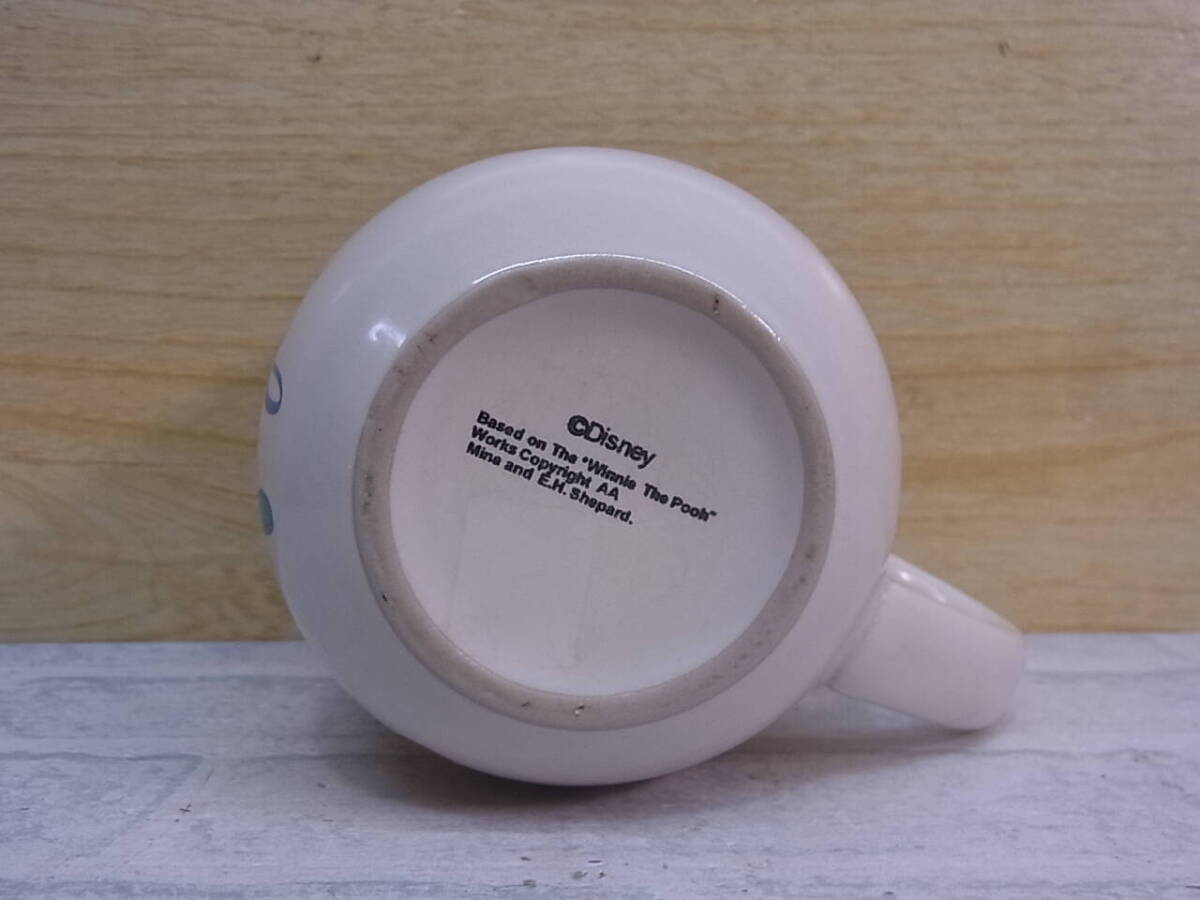 ©Disney
Based on The "Winnie The Pooh"
Works Copyright AA
Mine and E.H. Shepard.